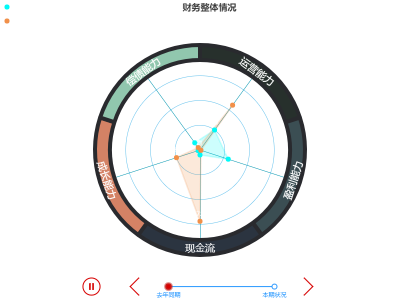 财务整体情况
偿债能力
运营能力
成长能力
盈利能力
现金流
去年同期
本期状况